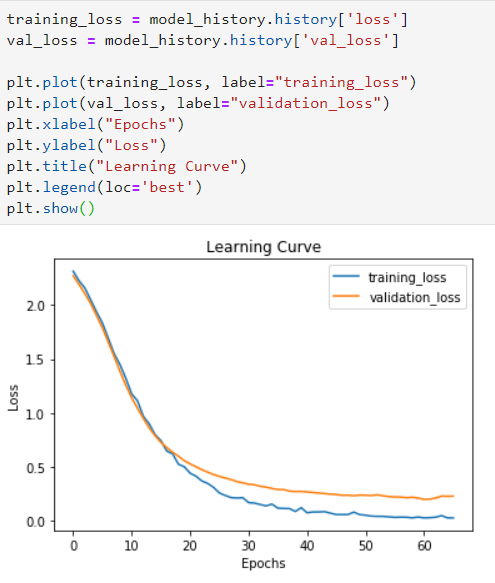 training_loss = model_history.history['loss']
val_loss = model_history.history['val_loss']
plt.plot(training_loss, label="training_loss")
plt.plot(val_loss, label="validation_loss")
plt.xlabel("Epochs")
plt.ylabel("Loss")
plt.title("Learning Curve")
plt.legend(loc='best')
plt.show()
Learning Curve
training_loss
validation_loss
2.0
1.5
1.0
0.5
0.0
Loss
0 10 20 30 40 50 60
Epochs